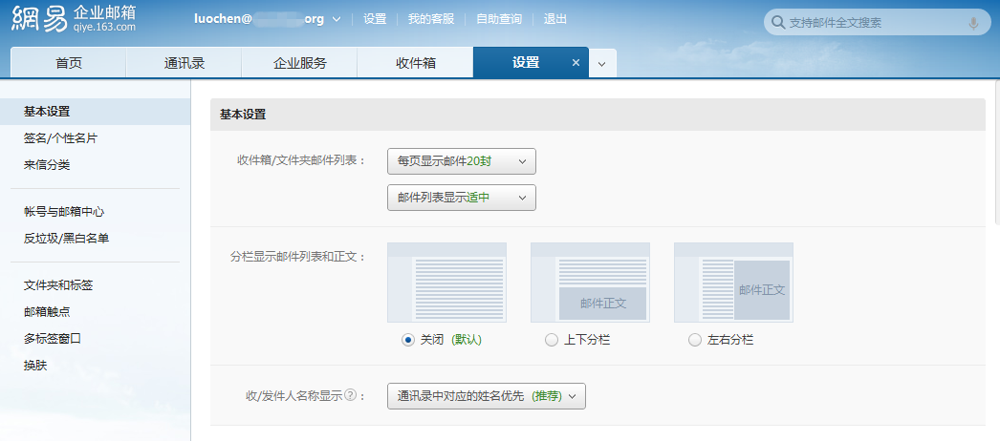 網易 企业邮箱
qiye.163.com
luochen@ org 设置 我的客服 自助查询 退出
支持邮件全文搜索
首页 通讯录 企业服务 收件箱 设置 ×
基本设置
签名/个性名片
来信分类
帐号与邮箱中心
反垃圾/黑白名单
文件夹和标签
邮箱触点
多标签窗口
换肤
基本设置
收件箱/文件夹邮件列表：
每页显示邮件20封
邮件列表显示适中
分栏显示邮件列表和正文：
邮件正文
邮件正文
关闭 (默认) 上下分栏 左右分栏
收/发件人名称显示?：
通讯录中对应的姓名优先 (推荐)